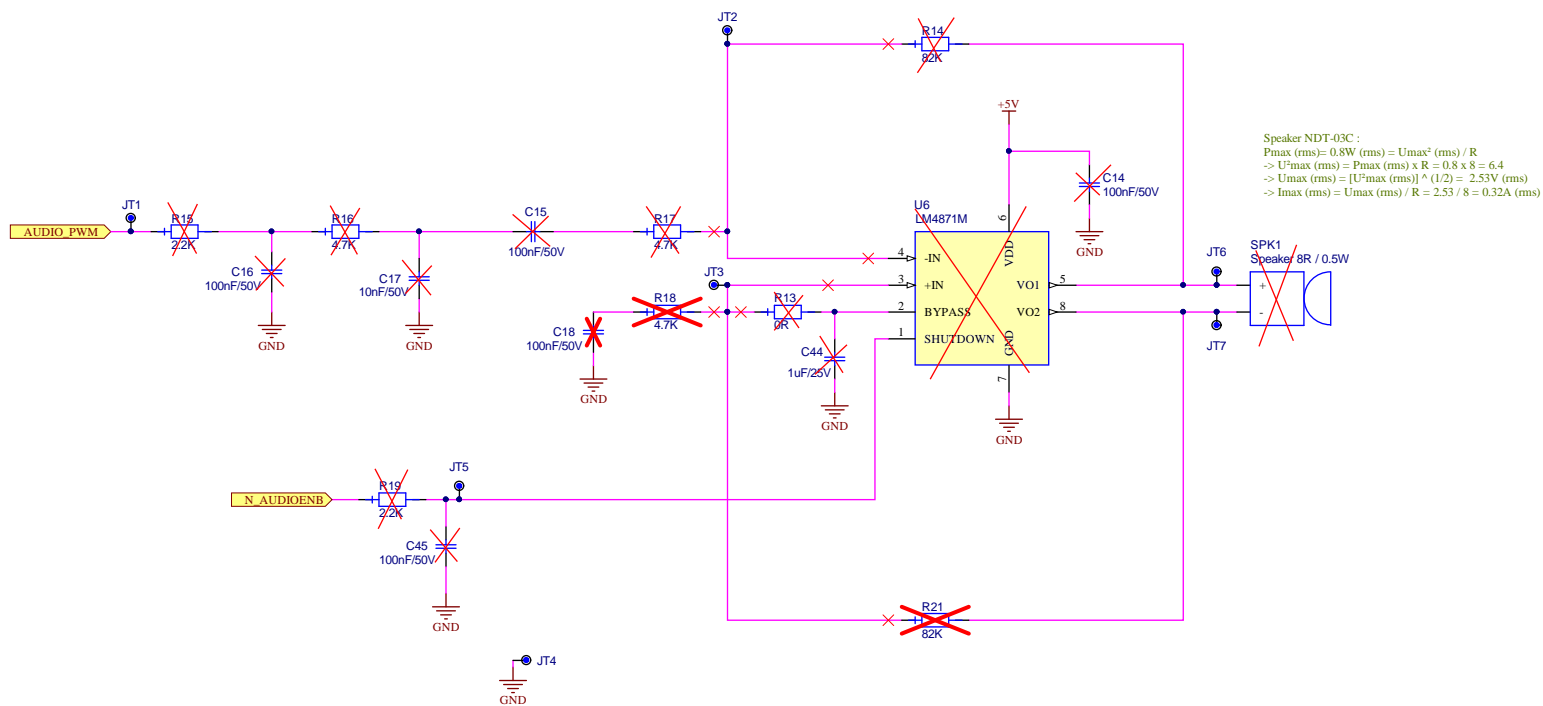 JT2
R14
82K
+5V
Speaker NDT-03C :
Pmax (rms)= 0.8W (rms) = Umax² (rms) / R
-> U²max (rms) = Pmax (rms) x R = 0.8 x 8 = 6.4
-> Umax (rms) = [U²max (rms)] ^ (1/2) =  2.53V (rms)
-> Imax (rms) = Umax (rms) / R = 2.53 / 8 = 0.32A (rms)
C14
100nF/50V
GND
JT1
AUDIO_PWM
R15
2.2K
R16
4.7K
C15
100nF/50V
R17
4.7K
C16
100nF/50V
GND
C17
10nF/50V
GND
U6
LM4871M
6
VDD
4
-IN
3
+IN
2
BYPASS
1
SHUTDOWN
VO1
5
VO2
8
GND
7
GND
JT3
R18
4.7K
R13
0R
C18
100nF/50V
GND
C44
1uF/25V
GND
JT6
JT7
SPK1
Speaker 8R / 0.5W
+
-
N_AUDIOENB
R19
2.2K
JT5
C45
100nF/50V
GND
R21
82K
JT4
GND